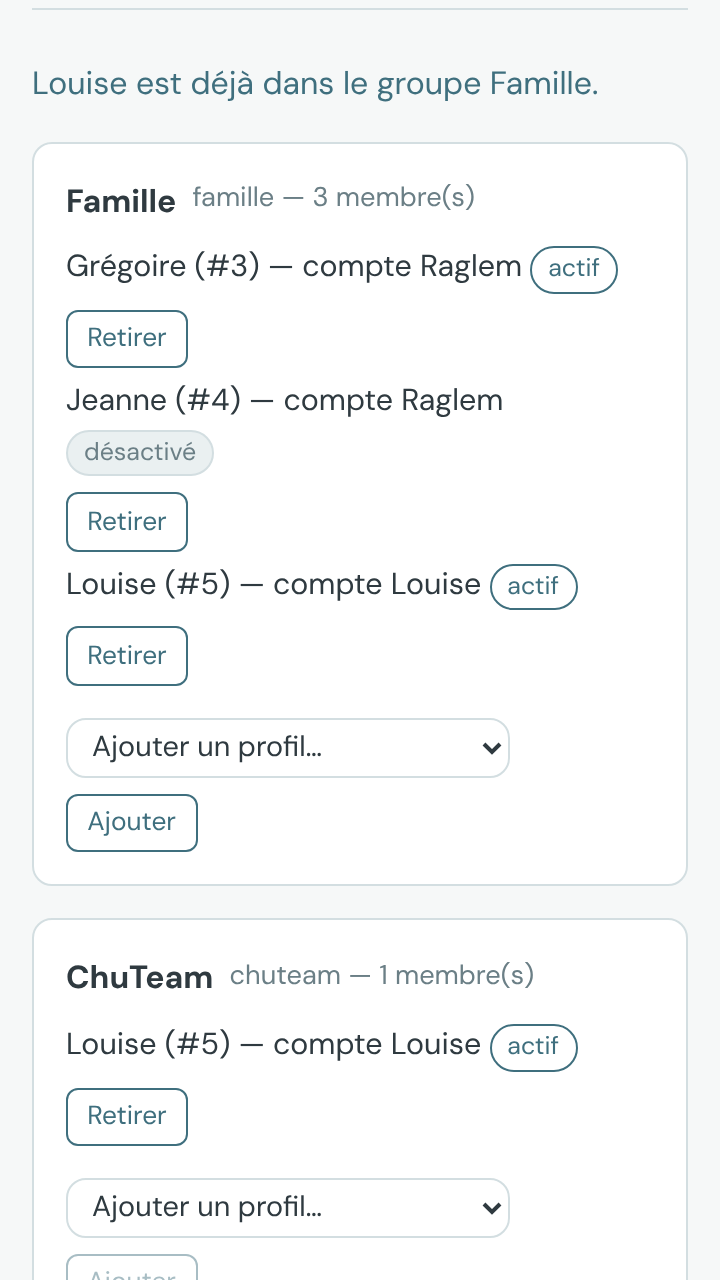 Louise est déjà dans le groupe Famille.
Famille famille — 3 membre(s)
Grégoire (#3) — compte Raglem actif
Retirer
Jeanne (#4) — compte Raglem
désactivé
Retirer
Louise (#5) — compte Louise actif
Retirer
Ajouter un profil...
Ajouter
ChuTeam chuteam — 1 membre(s)
Louise (#5) — compte Louise actif
Retirer
Ajouter un profil...
Ajouter